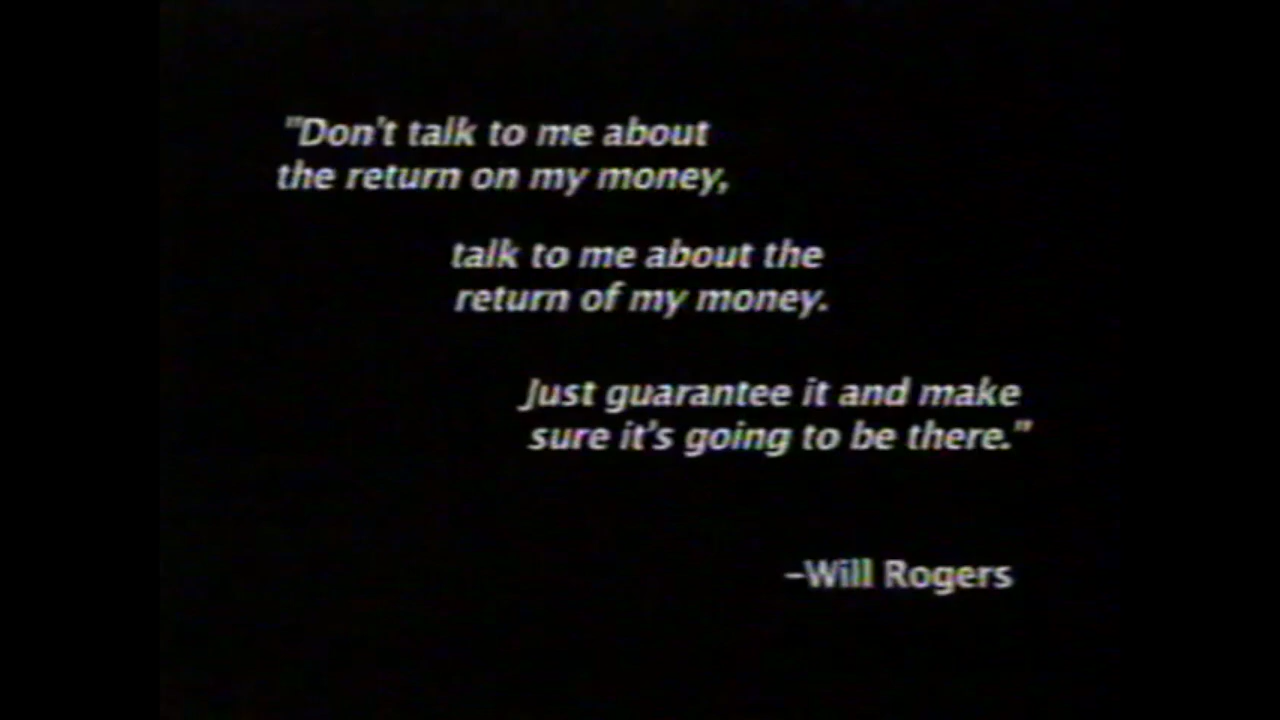 "Don't talk to me about
the return on my money,
talk to me about the
return of my money.
Just guarantee it and make
sure it's going to be there."
–Will Rogers